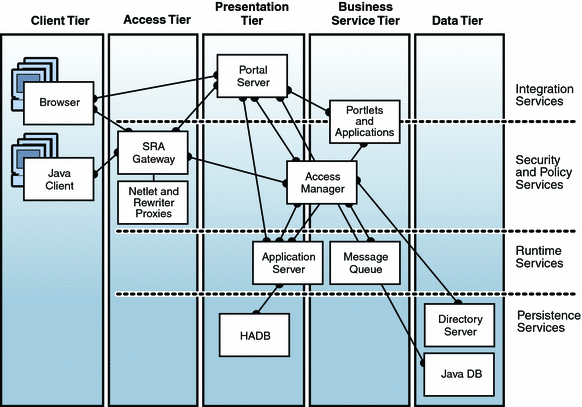 Client Tier
Access Tier
Presentation
Tier
Business
Service Tier
Data Tier
Browser
Portal
Server
Portlets and
Applications
Integration
Services
Java
Client
SRA
Gateway
Netlet and
Rewriter
Proxies
Access
Manager
Security
and Policy
Services
Application
Server
Message
Queue
Runtime
Services
HADB
Directory
Server
Java DB
Persistence
Services